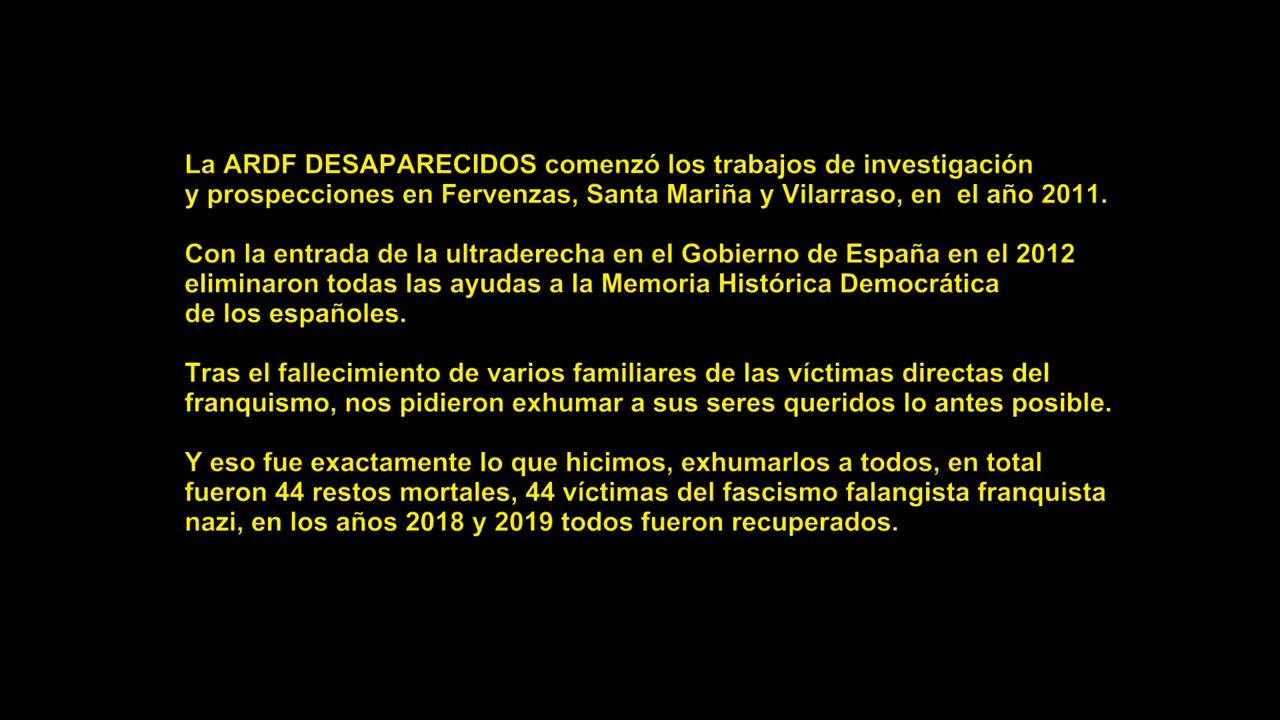 La ARDF DESAPARECIDOS comenzó los trabajos de investigación
y prospecciones en Fervenzas, Santa Mariña y Vilarraso, en  el año 2011.
Con la entrada de la ultraderecha en el Gobierno de España en el 2012
eliminaron todas las ayudas a la Memoria Histórica Democrática
de los españoles.
Tras el fallecimiento de varios familiares de las víctimas directas del
franquismo, nos pidieron exhumar a sus seres queridos lo antes posible.
Y eso fue exactamente lo que hicimos, exhumarlos a todos, en total
fueron 44 restos mortales, 44 víctimas del fascismo falangista franquista
nazi, en los años 2018 y 2019 todos fueron recuperados.